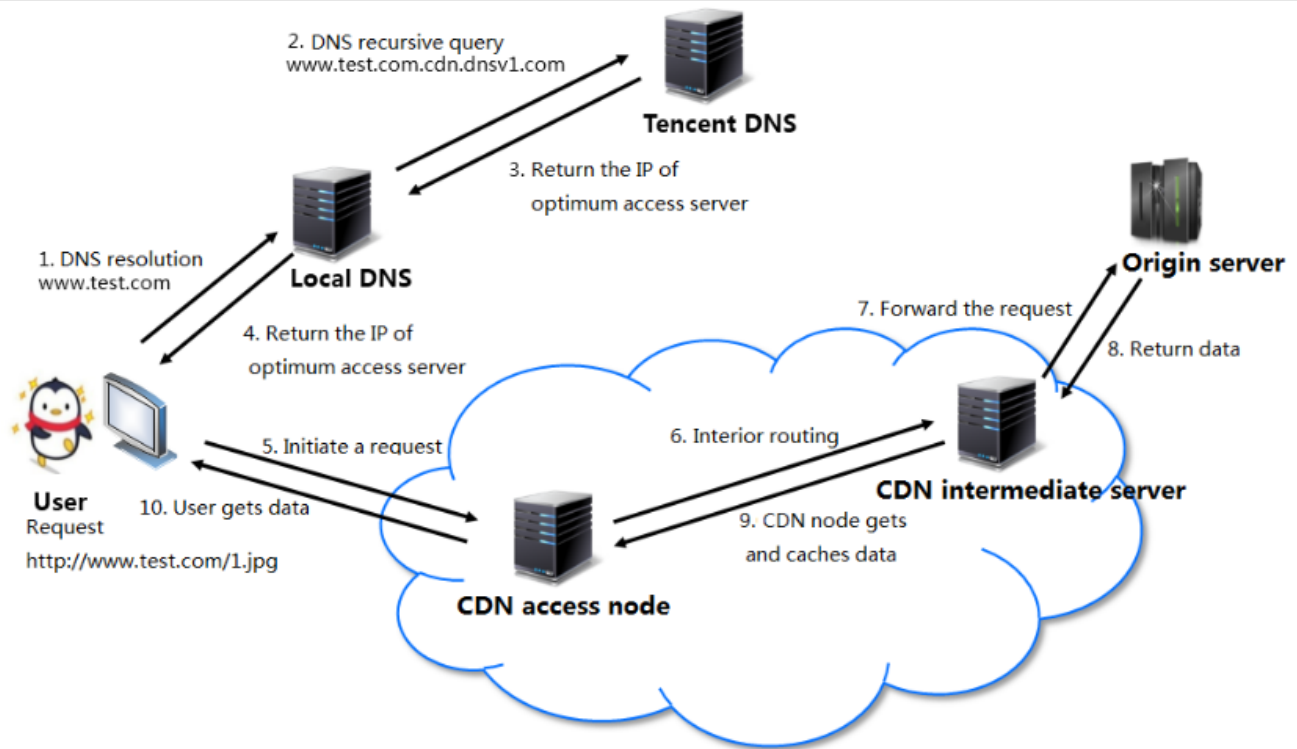 2. DNS recursive query
www.test.com.cdn.dnsv1.com
Tencent DNS
3. Return the IP of
optimum access server
1. DNS resolution
www.test.com
Local DNS
Origin server
4. Return the IP of
optimum access server
7. Forward the request
8. Return data
5. Initiate a request
6. Interior routing
User
Request
http://www.test.com/1.jpg
10. User gets data
CDN intermediate server
9. CDN node gets
and caches data
CDN access node